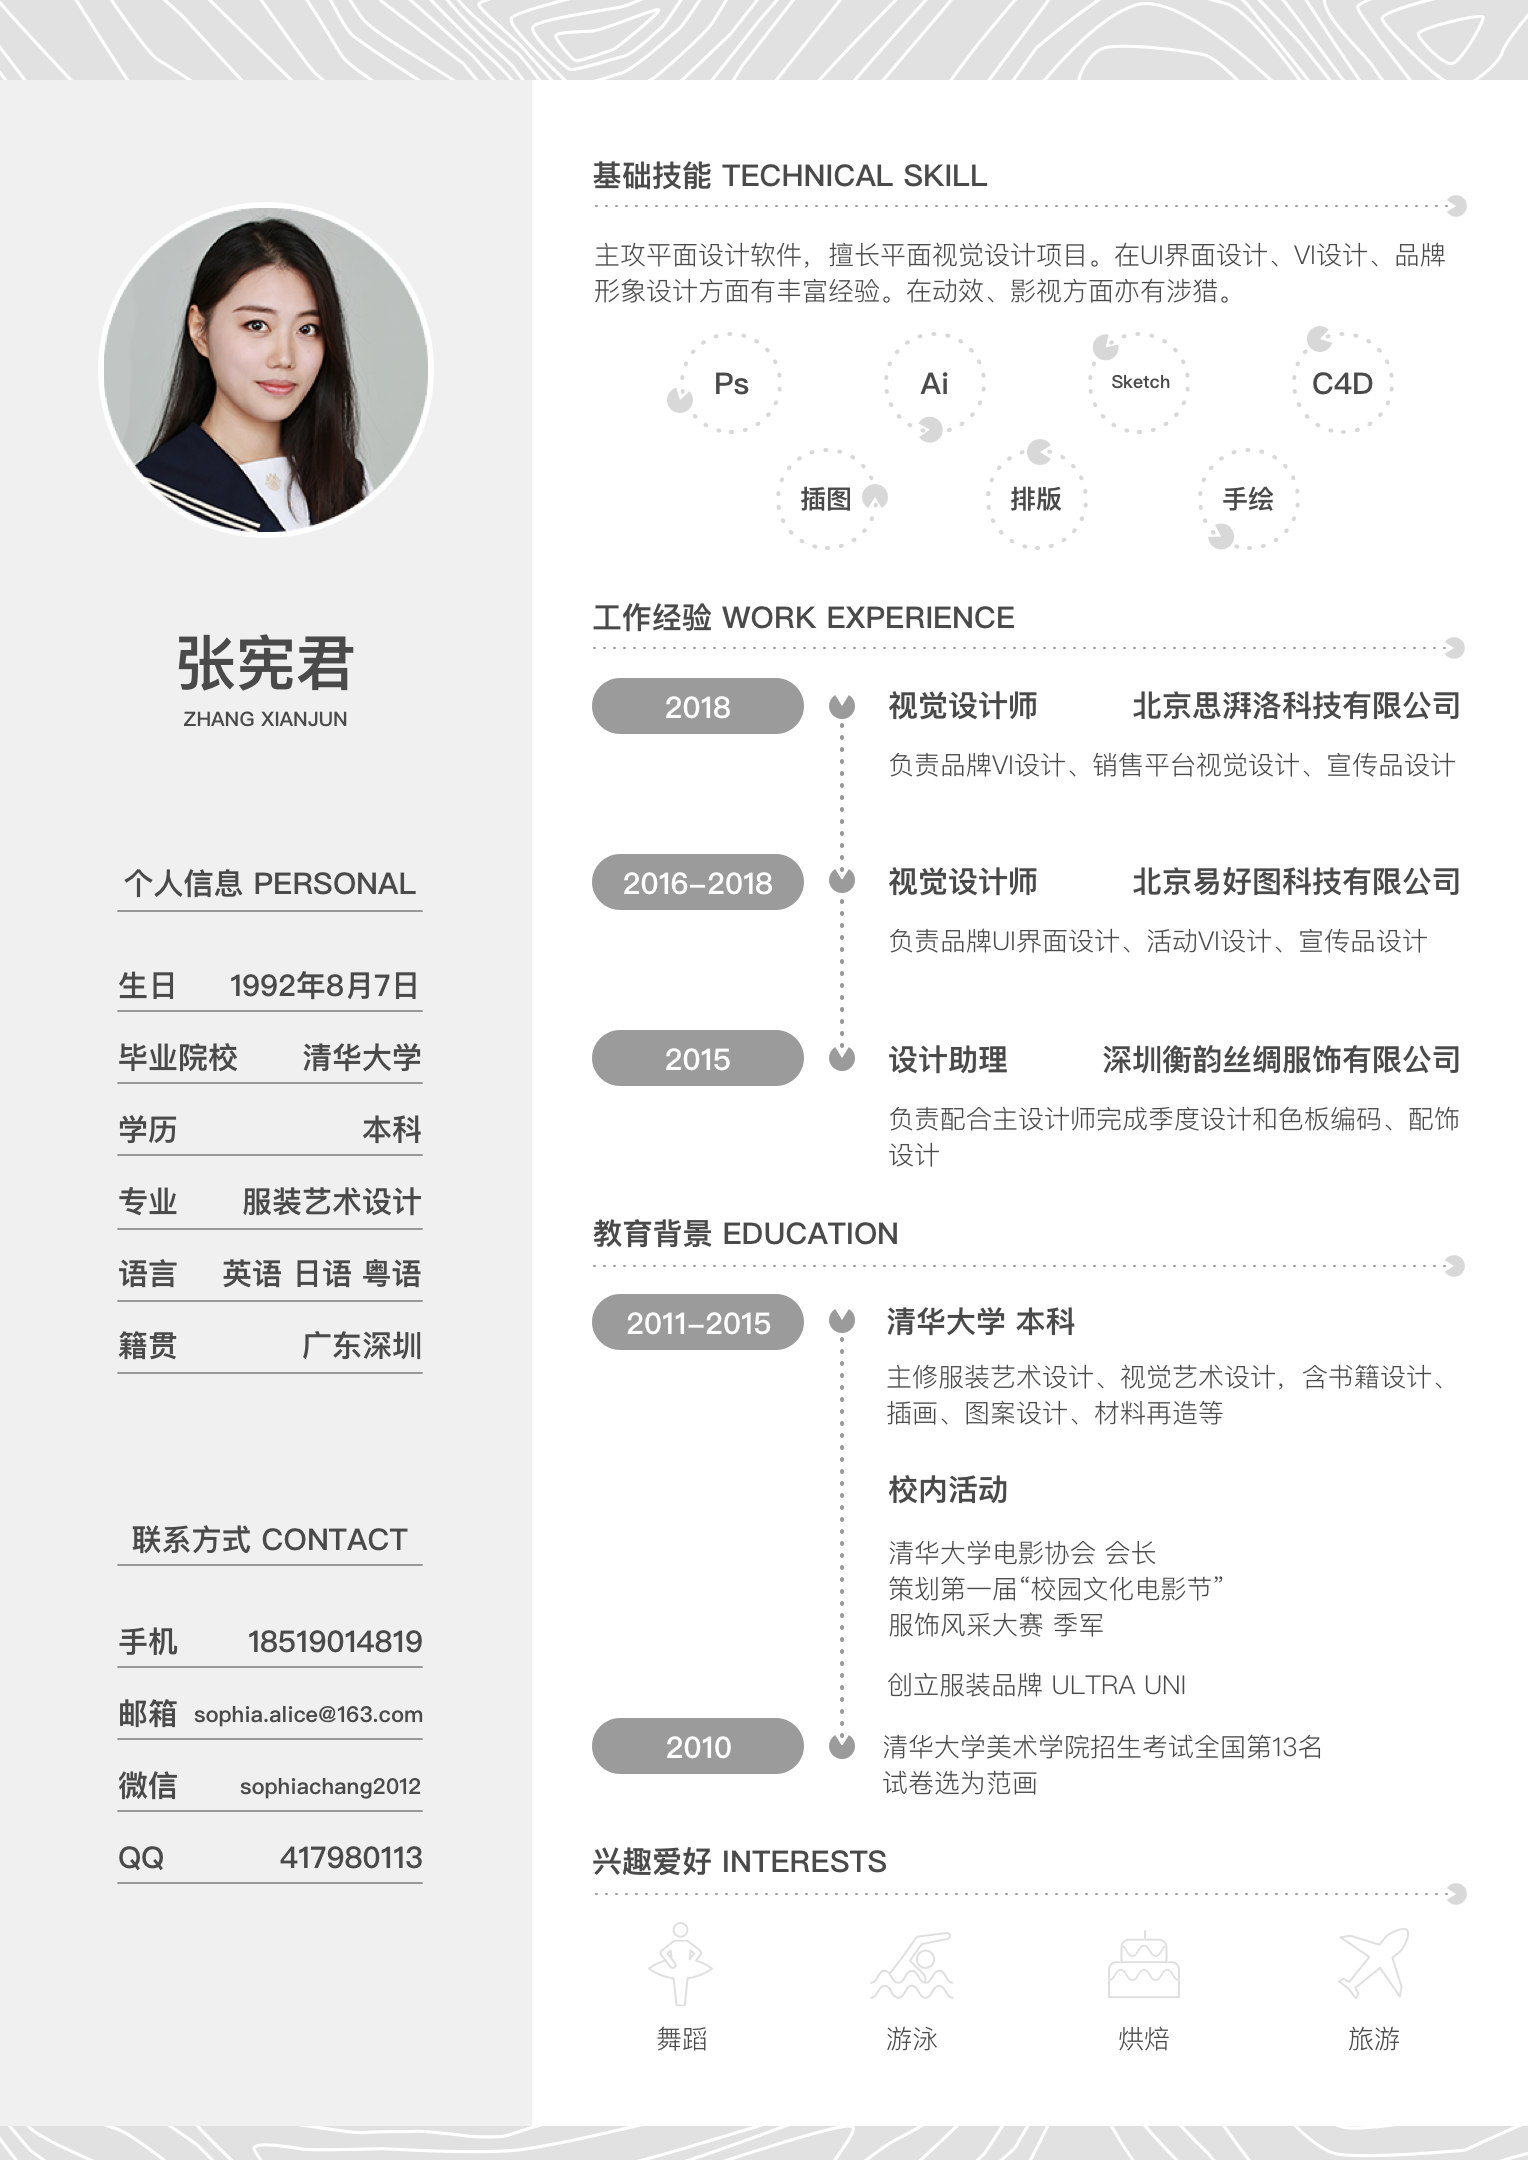 张宪君
ZHANG XIANJUN
个人信息 PERSONAL
生日 1992年8月7日
毕业院校 清华大学
学历 本科
专业 服装艺术设计
语言 英语 日语 粤语
籍贯 广东深圳
联系方式 CONTACT
手机 18519014819
邮箱 sophia.alice@163.com
微信 sophiachang2012
QQ 417980113
基础技能 TECHNICAL SKILL
主攻平面设计软件，擅长平面视觉设计项目。在UI界面设计、VI设计、品牌
形象设计方面有丰富经验。在动效、影视方面亦有涉猎。
Ps Ai Sketch C4D
插图 排版 手绘
工作经验 WORK EXPERIENCE
2018 视觉设计师 北京思湃洛科技有限公司
负责品牌VI设计、销售平台视觉设计、宣传品设计
2016-2018 视觉设计师 北京易好图科技有限公司
负责品牌UI界面设计、活动VI设计、宣传品设计
2015 设计助理 深圳衡韵丝绸服饰有限公司
负责配合主设计师完成季度设计和色板编码、配饰
设计
教育背景 EDUCATION
2011-2015 清华大学 本科
主修服装艺术设计、视觉艺术设计，含书籍设计、
插画、图案设计、材料再造等
校内活动
清华大学电影协会 会长
策划第一届“校园文化电影节”
服饰风采大赛 季军
创立服装品牌 ULTRA UNI
2010 清华大学美术学院招生考试全国第13名
试卷选为范画
兴趣爱好 INTERESTS
舞蹈 游泳 烘焙 旅游